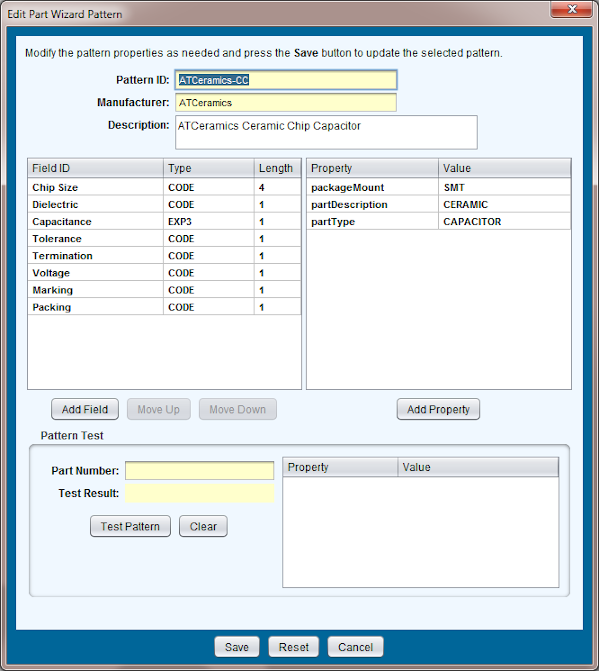 Edit Part Wizard Pattern
Modify the pattern properties as needed and press the Save button to update the selected pattern.
Pattern ID: ATCeramics-CC
Manufacturer: ATCeramics
Description: ATCeramics Ceramic Chip Capacitor
Field ID Type Length Property Value
Chip Size CODE 4 packageMount SMT
Dielectric CODE 1 partDescription CERAMIC
Capacitance EXP3 1 partType CAPACITOR
Tolerance CODE 1
Termination CODE 1
Voltage CODE 1
Marking CODE 1
Packing CODE 1
Add Field Move Up Move Down Add Property
Pattern Test
Part Number: Property Value
Test Result:
Test Pattern Clear
Save Reset Cancel